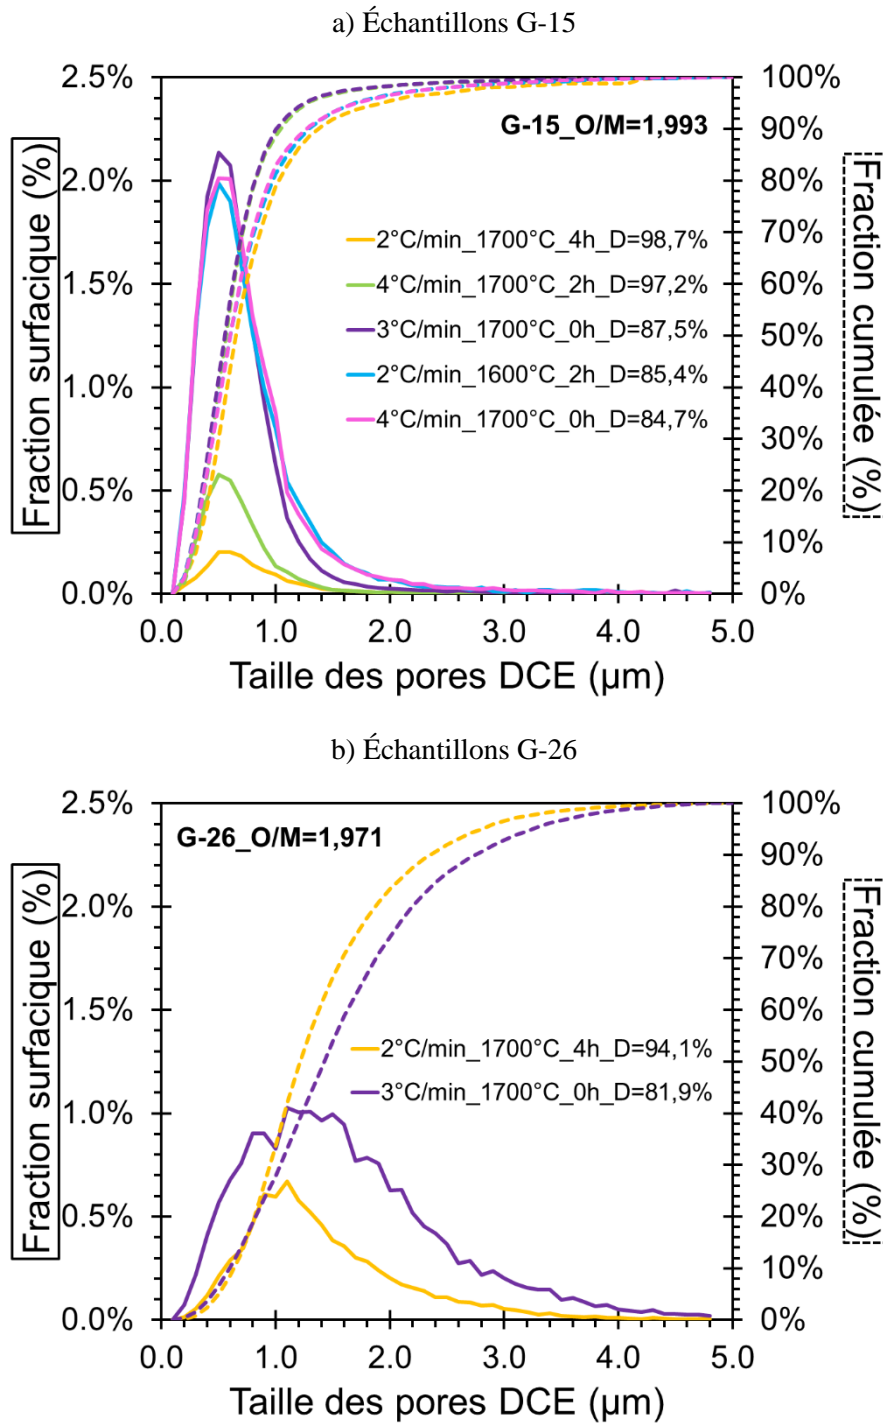 a) Échantillons G-15
2.5%
2.0%
1.5%
1.0%
0.5%
0.0%
Fraction surfacique (%)
100%
90%
80%
70%
60%
50%
40%
30%
20%
10%
0%
Fraction cumulée (%)
G-15_O/M=1,993
2°C/min_1700°C_4h_D=98,7%
4°C/min_1700°C_2h_D=97,2%
3°C/min_1700°C_0h_D=87,5%
2°C/min_1600°C_2h_D=85,4%
4°C/min_1700°C_0h_D=84,7%
0.0 1.0 2.0 3.0 4.0 5.0
Taille des pores DCE (µm)
b) Échantillons G-26
2.5%
2.0%
1.5%
1.0%
0.5%
0.0%
Fraction surfacique (%)
100%
90%
80%
70%
60%
50%
40%
30%
20%
10%
0%
Fraction cumulée (%)
G-26_O/M=1,971
2°C/min_1700°C_4h_D=94,1%
3°C/min_1700°C_0h_D=81,9%
0.0 1.0 2.0 3.0 4.0 5.0
Taille des pores DCE (µm)